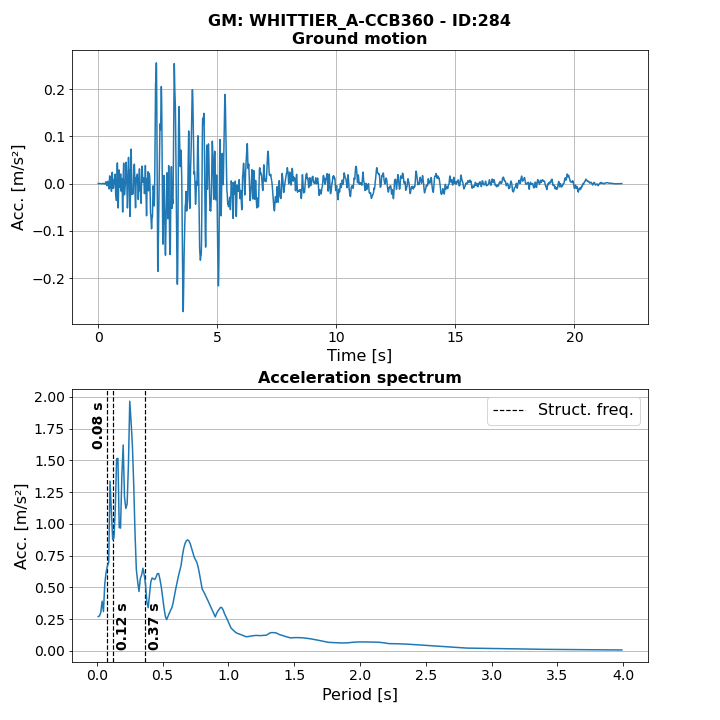 GM: WHITTIER_A-CCB360 - ID:284
Ground motion
Acc. [m/s²]
0.2
0.1
0.0
−0.1
−0.2
0 5 10 15 20
Time [s]
Acceleration spectrum
Acc. [m/s²]
2.00
1.75
1.50
1.25
1.00
0.75
0.50
0.25
0.00
Struct. freq.
0.08 s
0.12 s
0.37 s
0.0 0.5 1.0 1.5 2.0 2.5 3.0 3.5 4.0
Period [s]